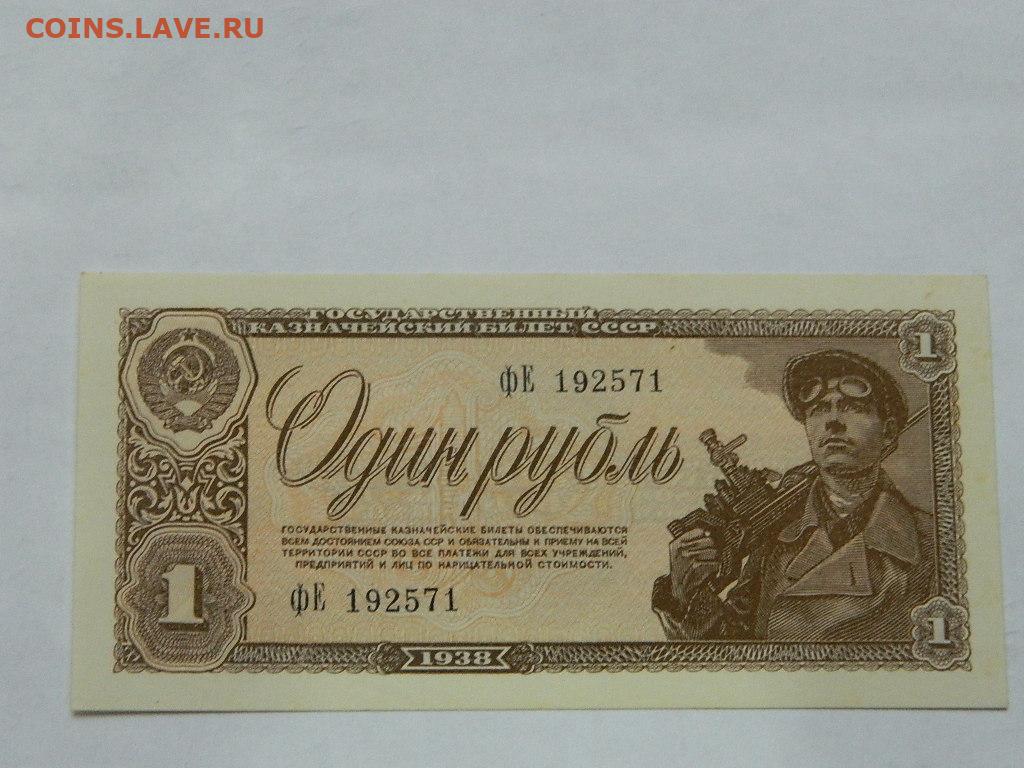 COINS.LAVE.RU
ГОСУДАРСТВЕННЫЙ
КАЗНАЧЕЙСКИЙ БИЛЕТ СССР
1
фЕ 192571
Один рубль
ГОСУДАРСТВЕННЫЕ КАЗНАЧЕЙСКИЕ БИЛЕТЫ ОБЕСПЕЧИВАЮТСЯ
ВСЕМ ДОСТОЯНИЕМ СОЮЗА ССР И ОБЯЗАТЕЛЬНЫ К ПРИЕМУ НА ВСЕЙ
ТЕРРИТОРИИ СССР ВО ВСЕ ПЛАТЕЖИ ДЛЯ ВСЕХ УЧРЕЖДЕНИЙ,
ПРЕДПРИЯТИЙ И ЛИЦ ПО НАРИЦАТЕЛЬНОЙ СТОИМОСТИ.
1
фЕ 192571
1
1938